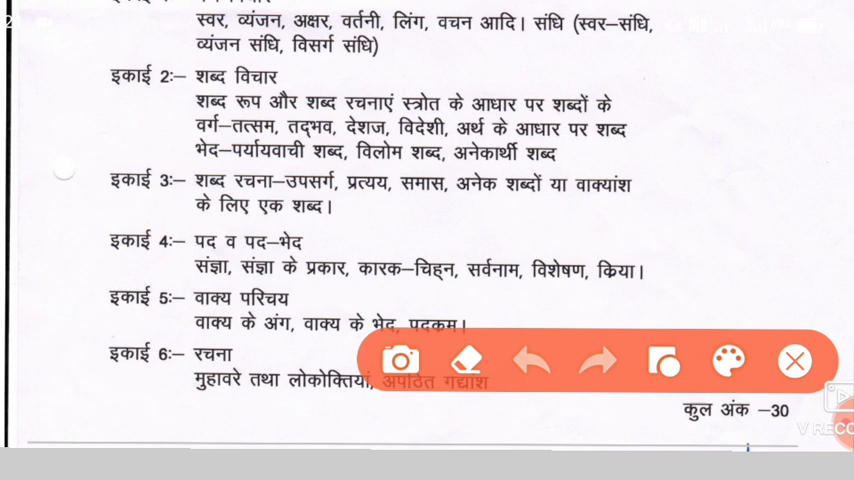 स्वर, व्यंजन, अक्षर, वर्तनी, लिंग, वचन आदि। संधि (स्वर–संधि,
व्यंजन संधि, विसर्ग संधि)
इकाई 2:– शब्द विचार
शब्द रूप और शब्द रचनाएं स्त्रोत के आधार पर शब्दों के
वर्ग–तत्सम, तद्भव, देशज, विदेशी, अर्थ के आधार पर शब्द
भेद–पर्यायवाची शब्द, विलोम शब्द, अनेकार्थी शब्द
इकाई 3:– शब्द रचना–उपसर्ग, प्रत्यय, समास, अनेक शब्दों या वाक्यांश
के लिए एक शब्द।
इकाई 4:– पद व पद–भेद
संज्ञा, संज्ञा के प्रकार, कारक–चिह्न, सर्वनाम, विशेषण, क्रिया।
इकाई 5:– वाक्य परिचय
वाक्य के अंग, वाक्य के भेद, पदक्रम।
इकाई 6:– रचना
मुहावरे तथा लोकोक्तियां, अपठित गद्यांश
कुल अंक –30
V RECO